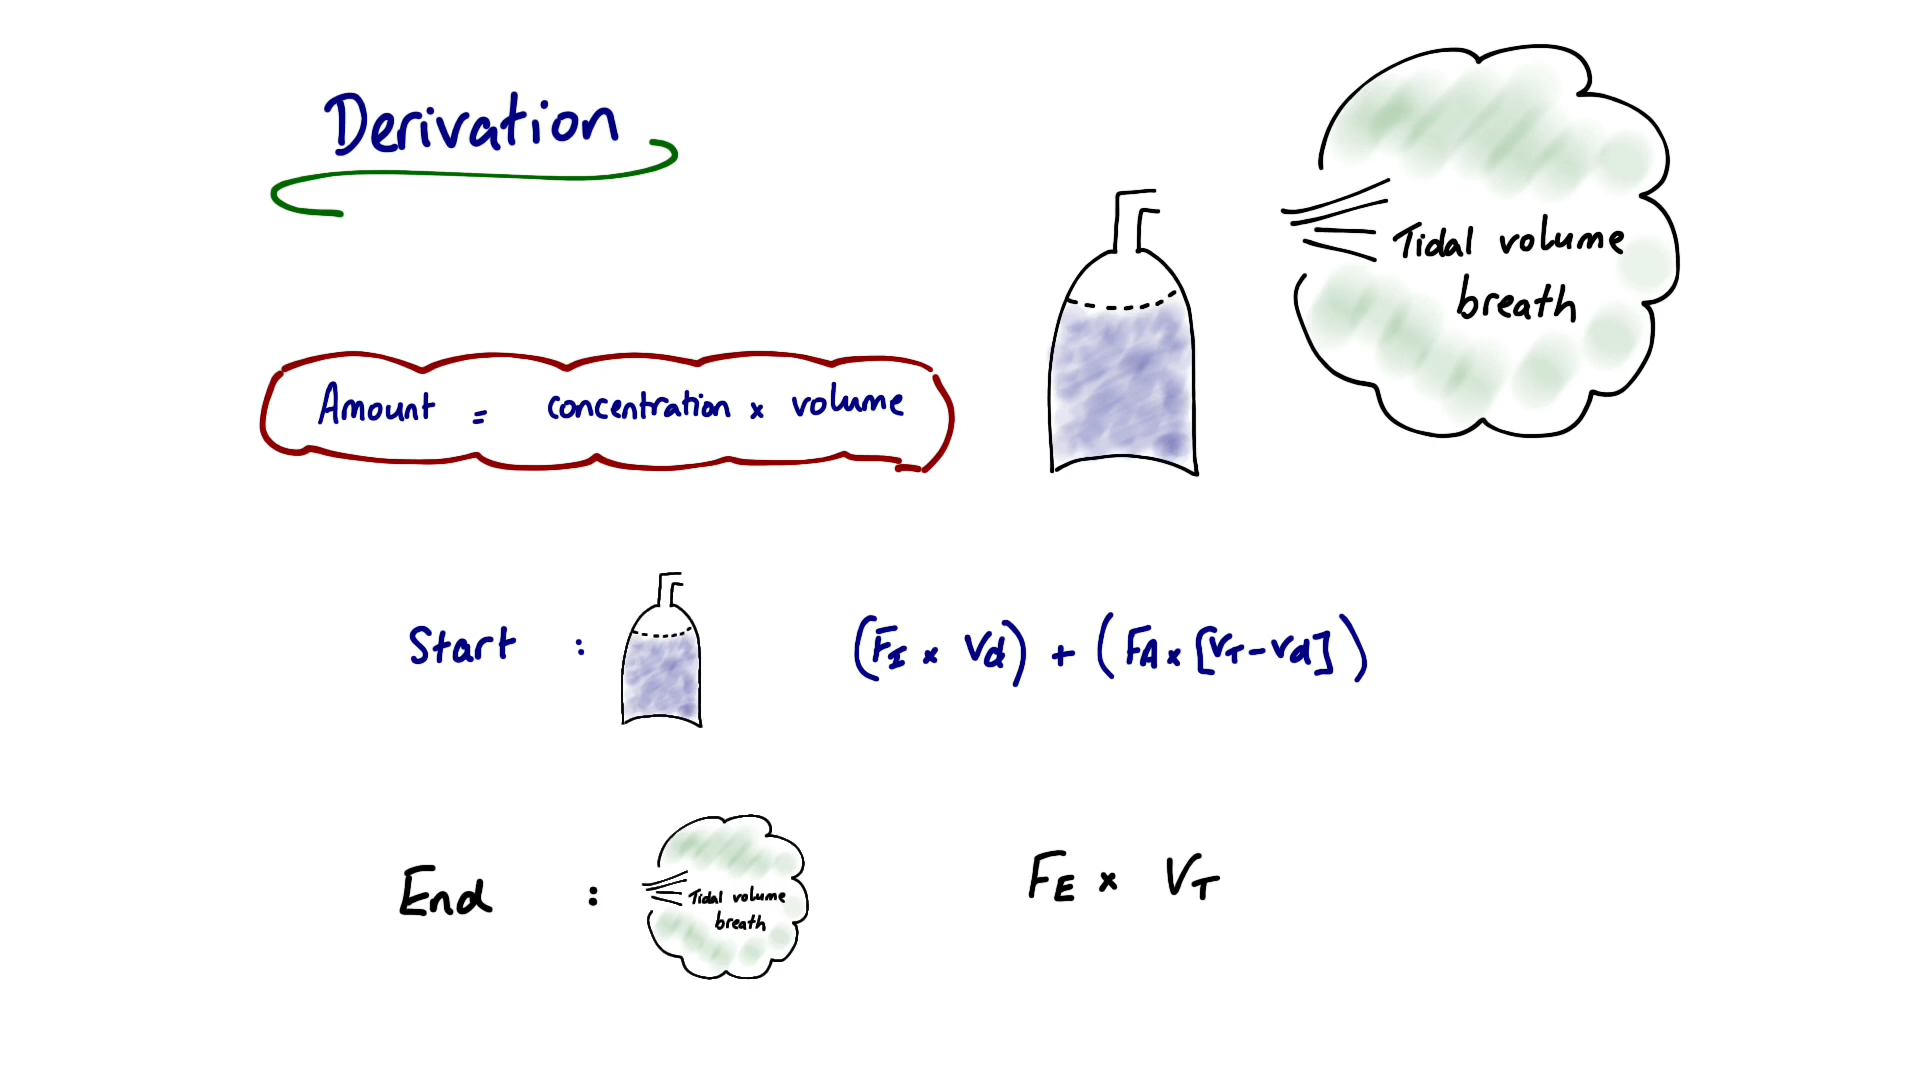 Derivation
Tidal volume
breath
Amount = concentration × volume
Start : (FI × Vd) + (FA × [VT - Vd])
End : Tidal volume
breath
FE × VT